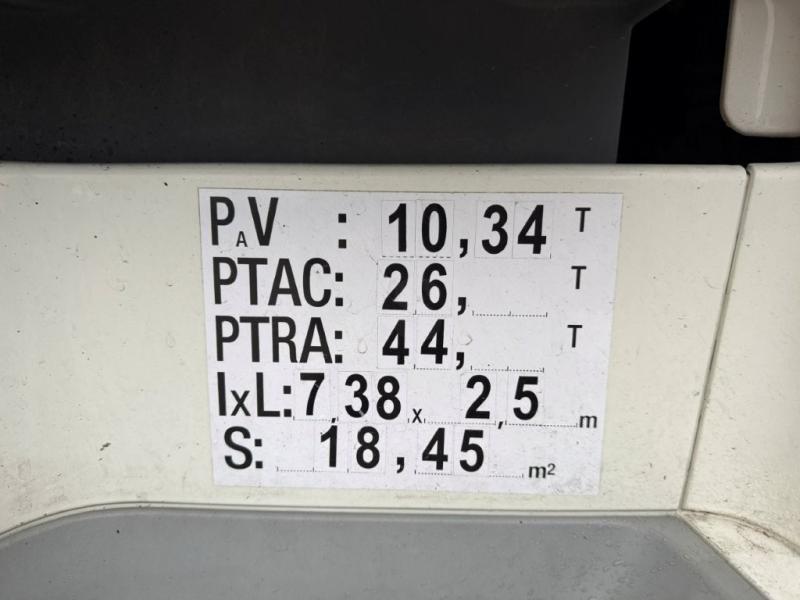 PAV : 10,34 T
PTAC: 26, T
PTRA: 44, T
IxL: 7,38 x 2,5 m
S: 18,45 m²